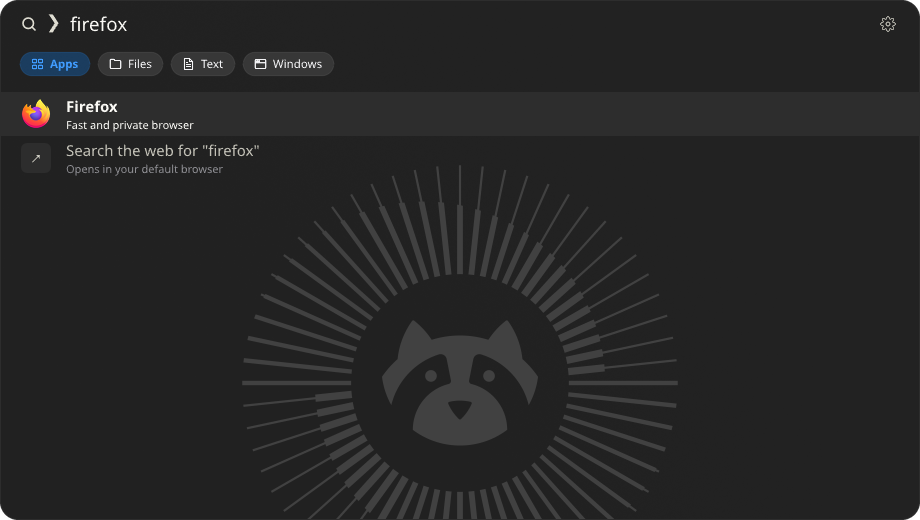 firefox
Apps Files Text Windows
Firefox
Fast and private browser
Search the web for "firefox"
Opens in your default browser